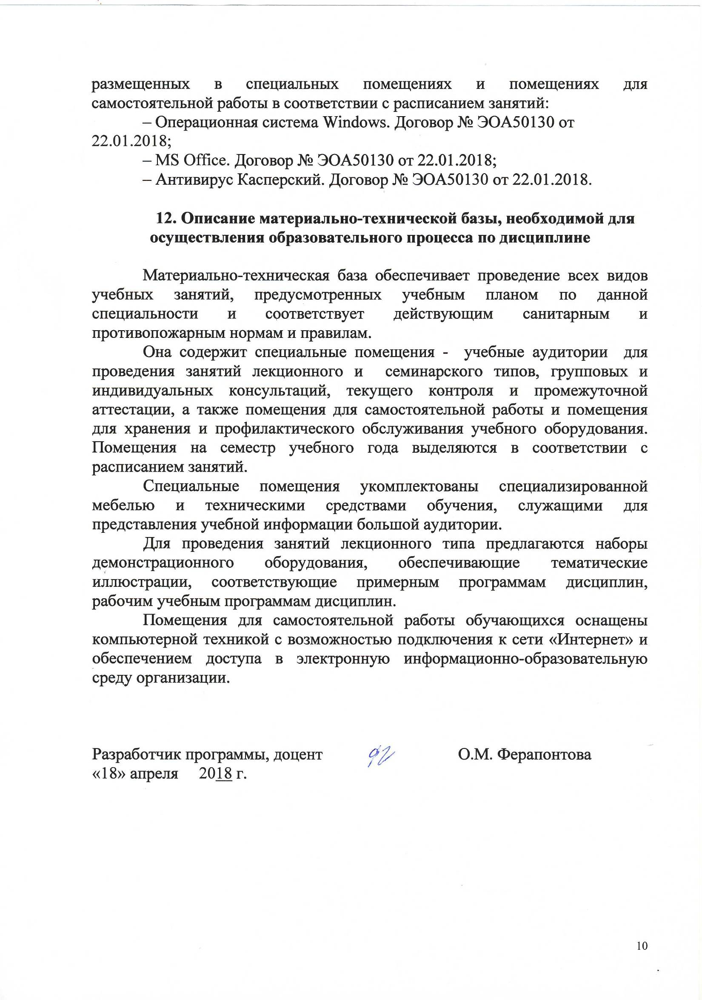 размещенных в специальных помещениях и помещениях для
самостоятельной работы в соответствии с расписанием занятий:
– Операционная система Windows. Договор № ЭОА50130 от
22.01.2018;
– MS Office. Договор № ЭОА50130 от 22.01.2018;
– Антивирус Касперский. Договор № ЭОА50130 от 22.01.2018.
12. Описание материально-технической базы, необходимой для
осуществления образовательного процесса по дисциплине
Материально-техническая база обеспечивает проведение всех видов
учебных занятий, предусмотренных учебным планом по данной
специальности и соответствует действующим санитарным и
противопожарным нормам и правилам.
Она содержит специальные помещения - учебные аудитории для
проведения занятий лекционного и семинарского типов, групповых и
индивидуальных консультаций, текущего контроля и промежуточной
аттестации, а также помещения для самостоятельной работы и помещения
для хранения и профилактического обслуживания учебного оборудования.
Помещения на семестр учебного года выделяются в соответствии с
расписанием занятий.
Специальные помещения укомплектованы специализированной
мебелью и техническими средствами обучения, служащими для
представления учебной информации большой аудитории.
Для проведения занятий лекционного типа предлагаются наборы
демонстрационного оборудования, обеспечивающие тематические
иллюстрации, соответствующие примерным программам дисциплин,
рабочим учебным программам дисциплин.
Помещения для самостоятельной работы обучающихся оснащены
компьютерной техникой с возможностью подключения к сети «Интернет» и
обеспечением доступа в электронную информационно-образовательную
среду организации.
Разработчик программы, доцент О.М. Ферапонтова
«18» апреля 2018 г.
10